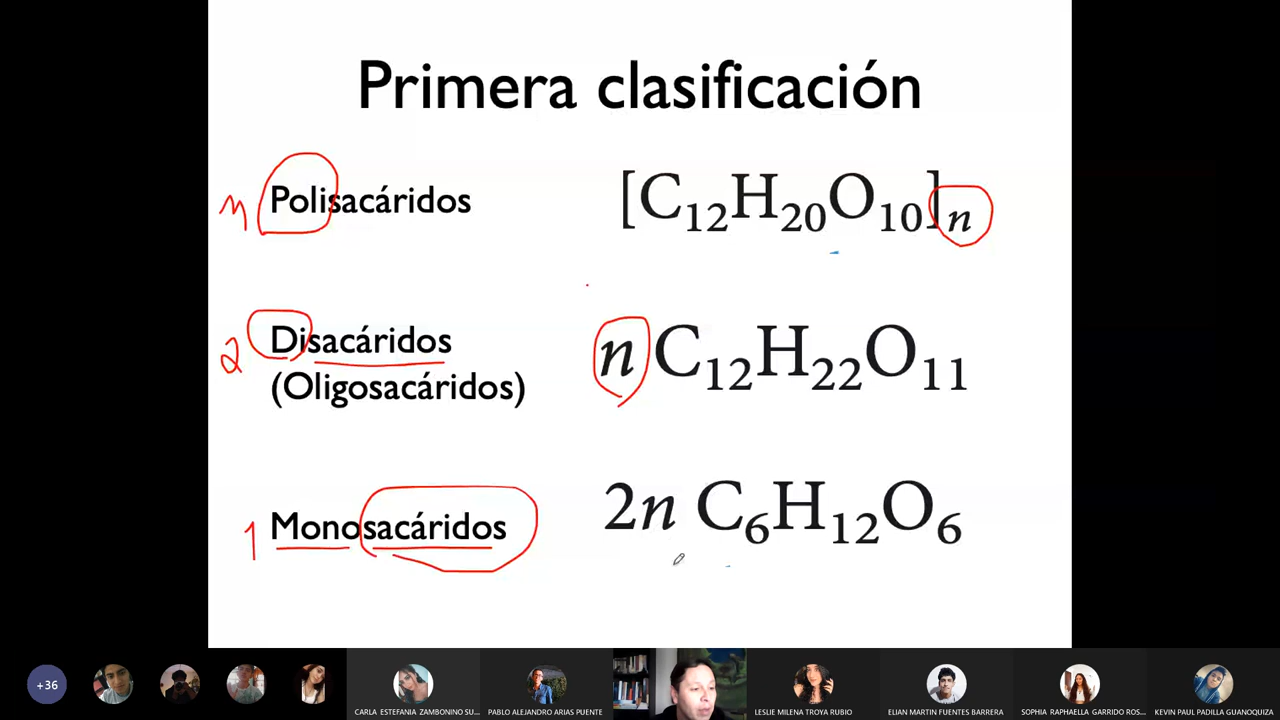 Primera clasificación
n Polisacáridos [C12H20O10]n
2 Disacáridos n C12H22O11
(Oligosacáridos)
1 Monosacáridos 2n C6H12O6
+36
CARLA ESTEFANIA ZAMBONINO SU...
PABLO ALEJANDRO ARIAS PUENTE
LESLIE MILENA TROYA RUBIO
ELIAN MARTIN FUENTES BARRERA
SOPHIA RAPHAELLA GARRIDO ROS...
KEVIN PAUL PADILLA GUANOQUIZA